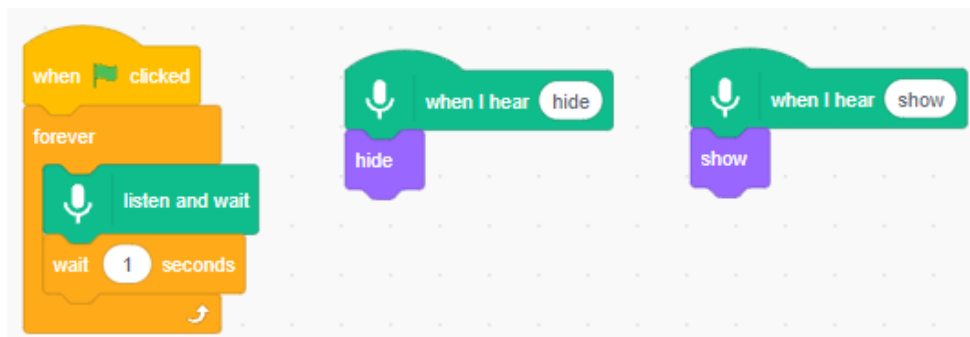 when clicked
forever
listen and wait
wait 1 seconds
when I hear hide
hide
when I hear show
show